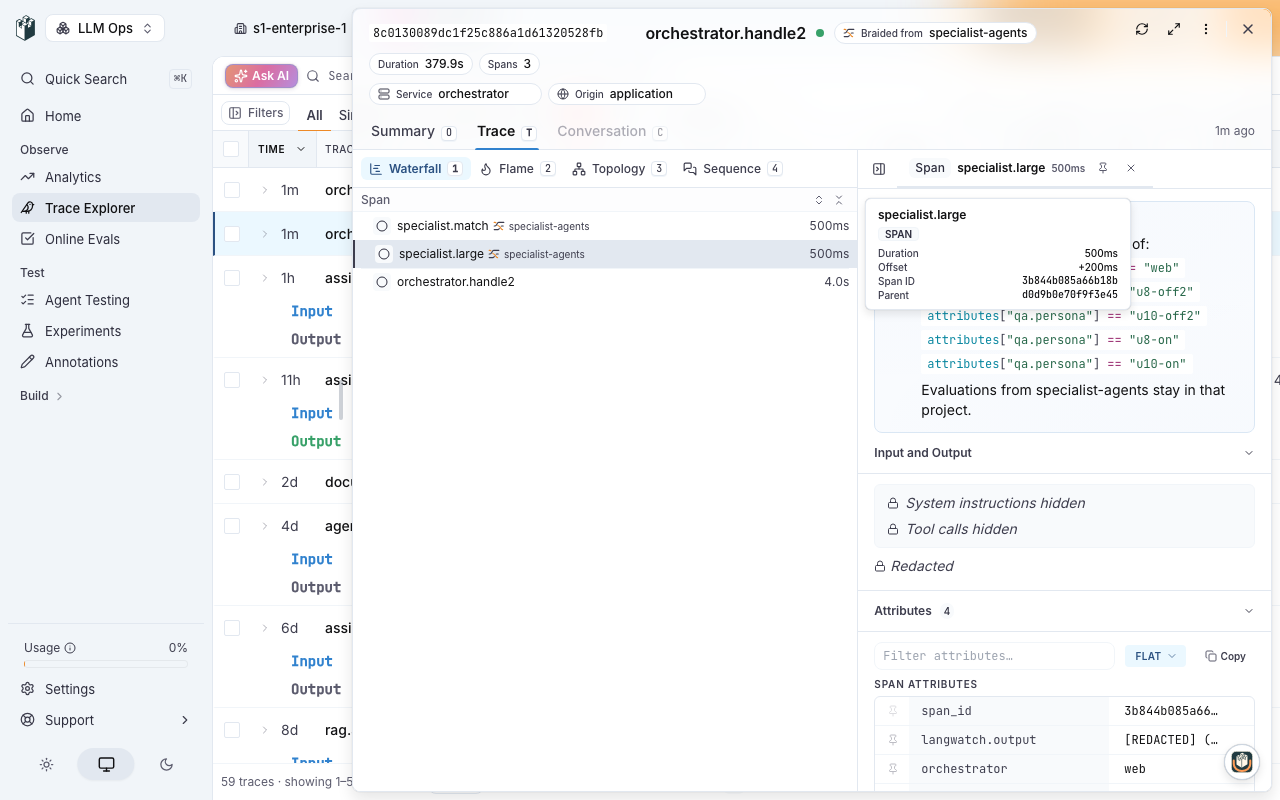 LLM Ops
s1-enterprise-1
Quick Search
⌘K
Home
Observe
Analytics
Trace Explorer
Online Evals
Test
Agent Testing
Experiments
Annotations
Build
Usage
0%
Settings
Support
Ask AI
Filters
All
TIME
1m
1m
1h
Input
Output
11h
Input
Output
2d
4d
Input
Output
6d
Input
Output
8d
rag.
59 traces · showing 1–5
8c0130089dc1f25c886a1d61320528fb
orchestrator.handle2
Braided from specialist-agents
Duration 379.9s
Spans 3
Service orchestrator
Origin application
Summary O
Trace T
Conversation C
1m ago
Waterfall 1
Flame 2
Topology 3
Sequence 4
Span
specialist.match specialist-agents 500ms
specialist.large specialist-agents 500ms
orchestrator.handle2 4.0s
Span specialist.large 500ms
specialist.large
SPAN
Duration 500ms
Offset +200ms
Span ID 3b844b085a66b18b
Parent d0d9b0e70f9f3e45
of:
= "web"
"u8-off2"
attributes["qa.persona"] == "u10-off2"
attributes["qa.persona"] == "u8-on"
attributes["qa.persona"] == "u10-on"
Evaluations from specialist-agents stay in that
project.
Input and Output
System instructions hidden
Tool calls hidden
Redacted
Attributes 4
Filter attributes…
FLAT
Copy
SPAN ATTRIBUTES
span_id 3b844b085a66…
langwatch.output [REDACTED] (…
orchestrator web